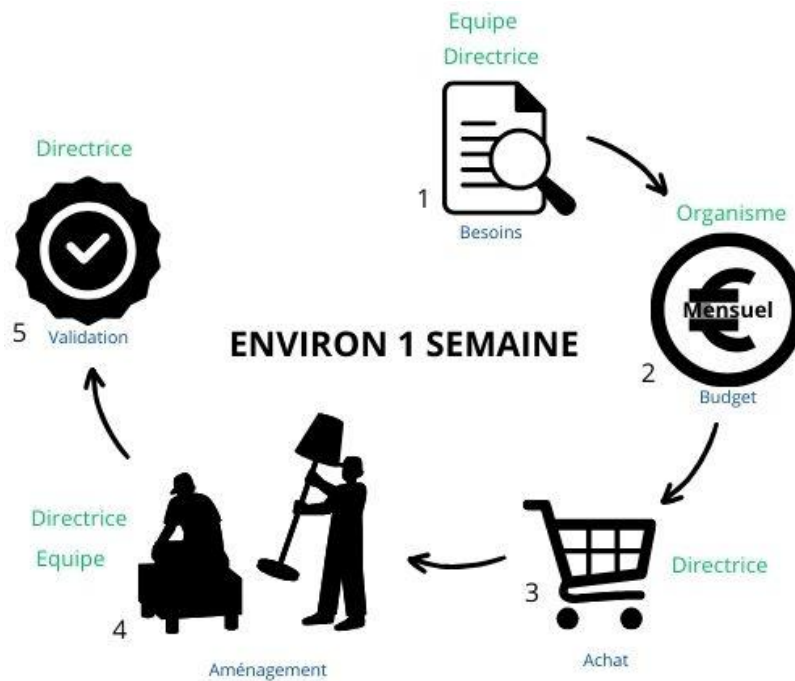 Equipe
Directrice
1
Besoins
Organisme
Mensuel
2
Budget
Directrice
3
Achat
Directrice
Equipe
4
Aménagement
Directrice
5
Validation
ENVIRON 1 SEMAINE